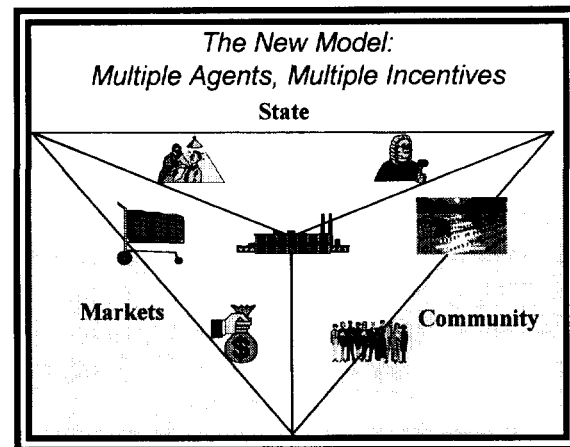 The New Model:
Multiple Agents, Multiple Incentives
State
Markets
Community
$